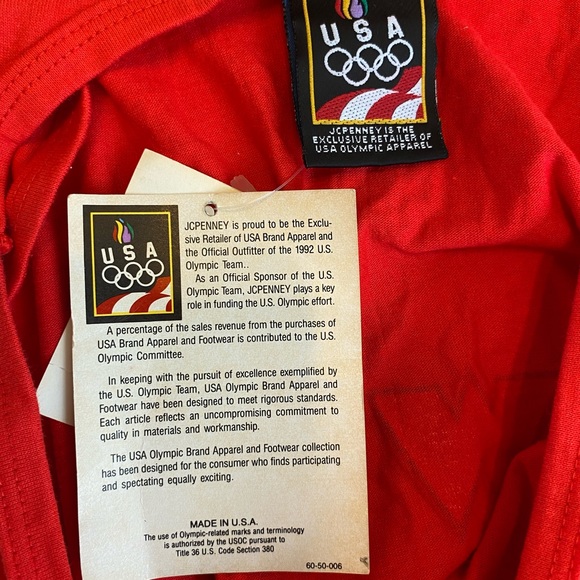 USA
JCPENNEY IS THE
EXCLUSIVE RETAILER OF
USA OLYMPIC APPAREL
USA
JCPENNEY is proud to be the Exclu-
sive Retailer of USA Brand Apparel and
the Official Outfitter of the 1992 U.S.
Olympic Team..
As an Official Sponsor of the U.S.
Olympic Team, JCPENNEY plays a key
role in funding the U.S. Olympic effort.
A percentage of the sales revenue from the purchases of
USA Brand Apparel and Footwear is contributed to the U.S.
Olympic Committee.
In keeping with the pursuit of excellence exemplified by
the U.S. Olympic Team, USA Olympic Brand Apparel and
Footwear have been designed to meet rigorous standards.
Each article reflects an uncompromising commitment to
quality in materials and workmanship.
The USA Olympic Brand Apparel and Footwear collection
has been designed for the consumer who finds participating
and spectating equally exciting.
MADE IN U.S.A.
The use of Olympic-related marks and terminology
is authorized by the USOC pursuant to
Title 36 U.S. Code Section 380
60-50-006